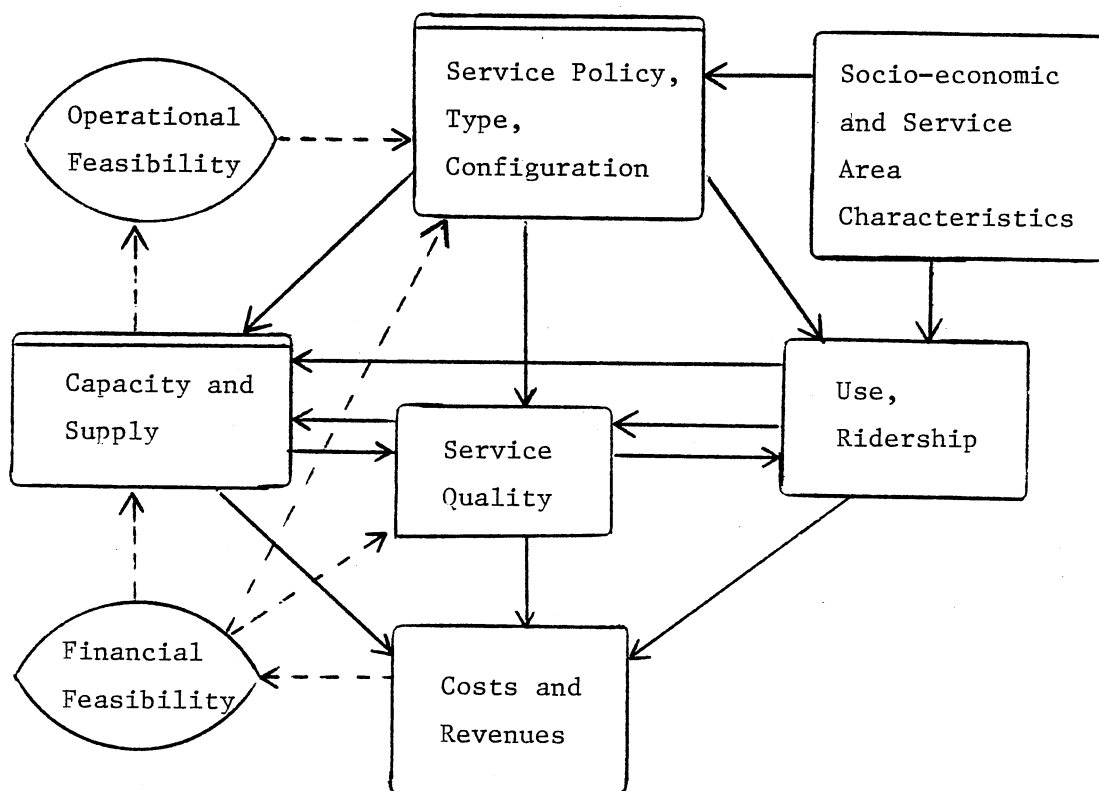 Service Policy,
Type,
Configuration
Socio-economic
and Service
Area
Characteristics
Operational
Feasibility
Capacity and
Supply
Service
Quality
Use,
Ridership
Financial
Feasibility
Costs and
Revenues